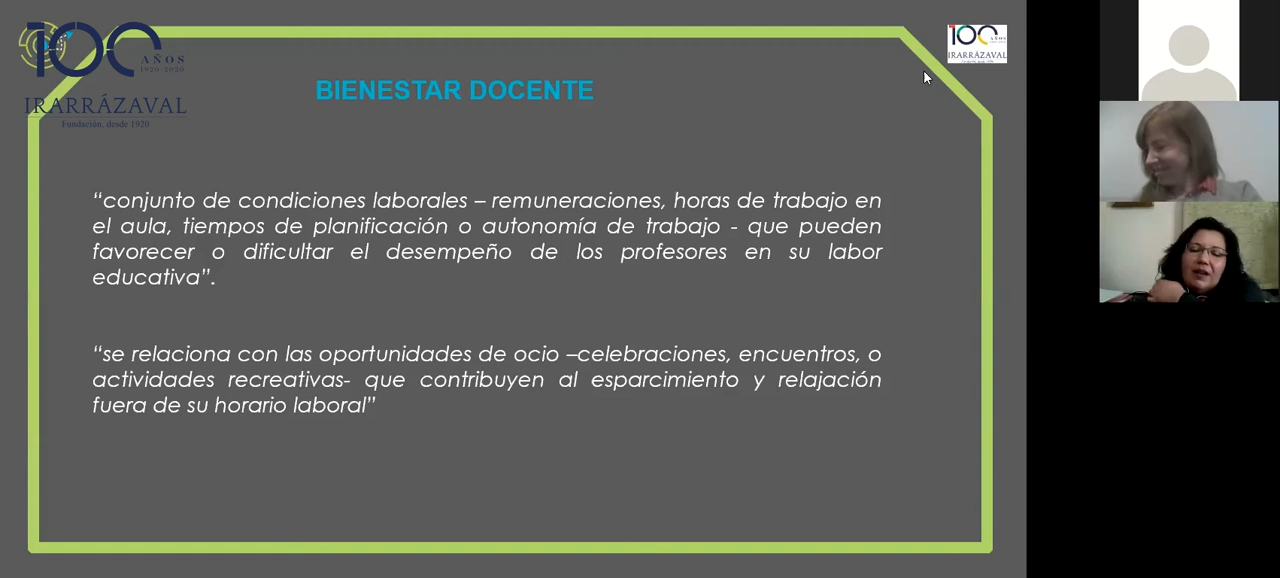 100
AÑOS
1920-2020
IRARRÁZAVAL
Fundación, desde 1920
100
AÑOS
IRARRÁZAVAL
BIENESTAR DOCENTE
“conjunto de condiciones laborales – remuneraciones, horas de trabajo en
el aula, tiempos de planificación o autonomía de trabajo - que pueden
favorecer o dificultar el desempeño de los profesores en su labor
educativa”.
“se relaciona con las oportunidades de ocio –celebraciones, encuentros, o
actividades recreativas- que contribuyen al esparcimiento y relajación
fuera de su horario laboral”